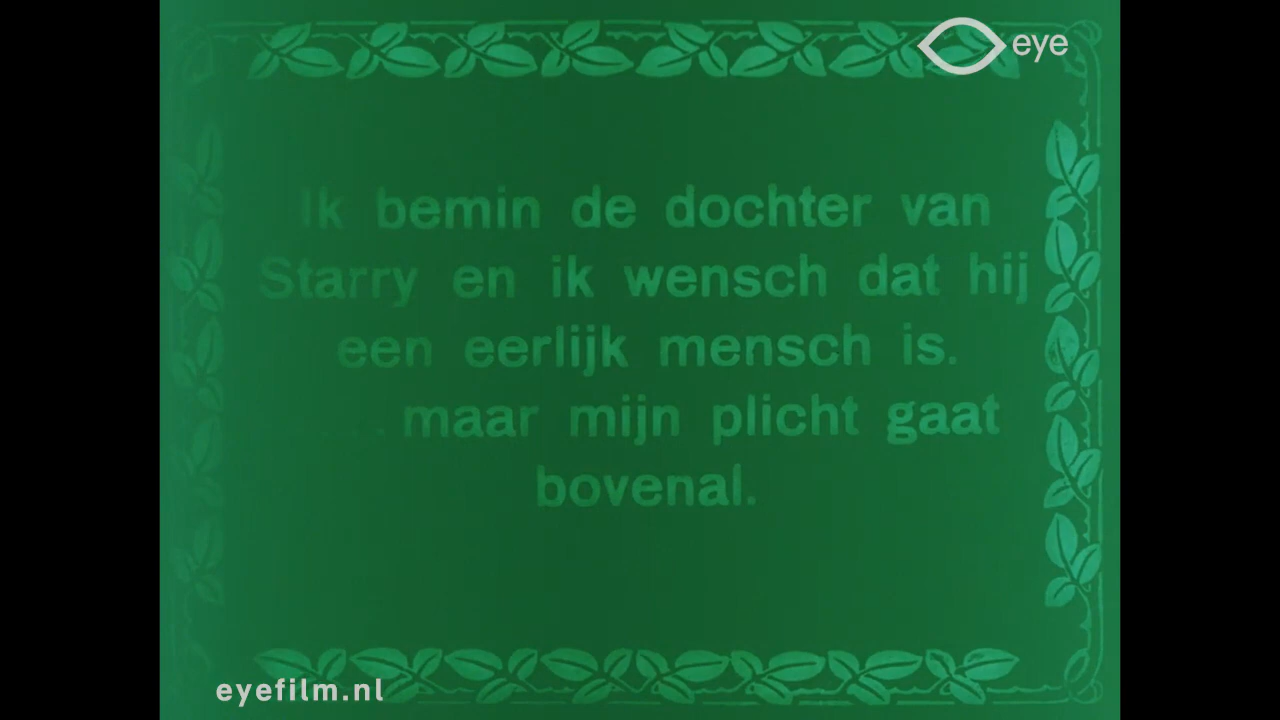 eye
Ik bemin de dochter van
Starry en ik wensch dat hij
een eerlijk mensch is.
....maar mijn plicht gaat
bovenal.
eyefilm.nl